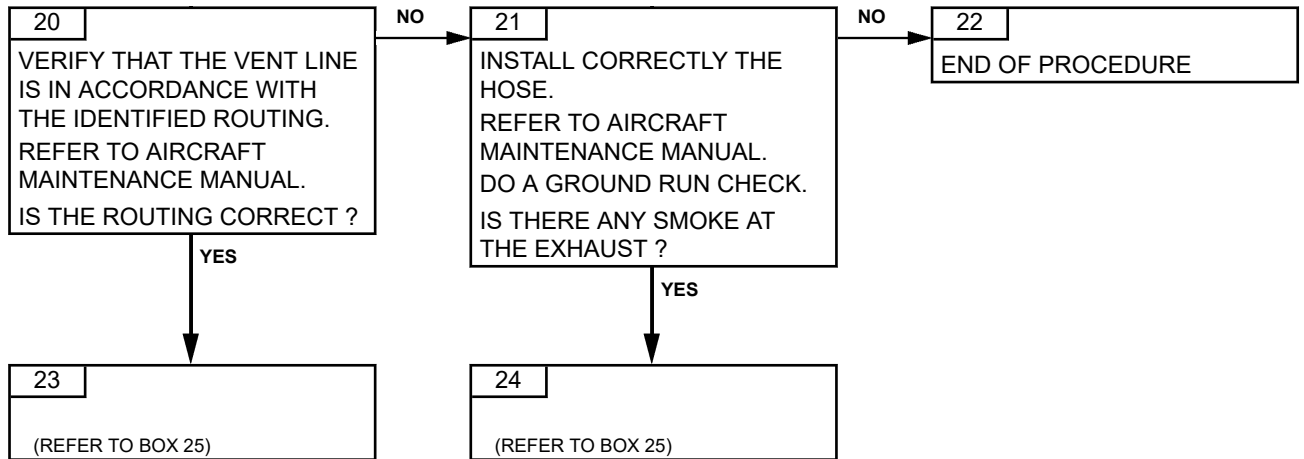 20
VERIFY THAT THE VENT LINE
IS IN ACCORDANCE WITH
THE IDENTIFIED ROUTING.
REFER TO AIRCRAFT
MAINTENANCE MANUAL.
IS THE ROUTING CORRECT ?
NO
YES
21
INSTALL CORRECTLY THE
HOSE.
REFER TO AIRCRAFT
MAINTENANCE MANUAL.
DO A GROUND RUN CHECK.
IS THERE ANY SMOKE AT
THE EXHAUST ?
NO
YES
22
END OF PROCEDURE
23
(REFER TO BOX 25)
24
(REFER TO BOX 25)